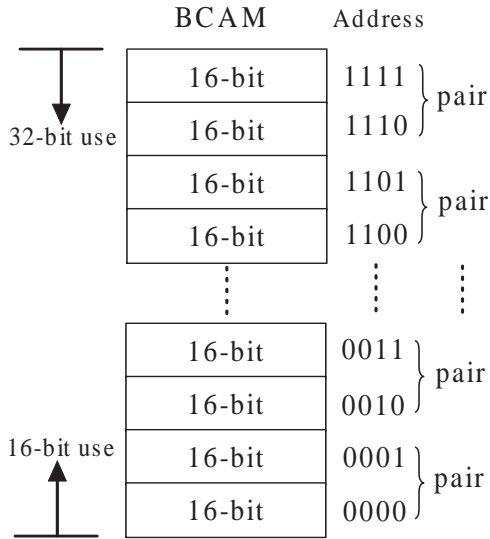 BCAM Address
16-bit 1111
pair
32-bit use 16-bit 1110
16-bit 1101
pair
16-bit 1100
16-bit 0011
pair
16-bit 0010
16-bit use 16-bit 0001
pair
16-bit 0000